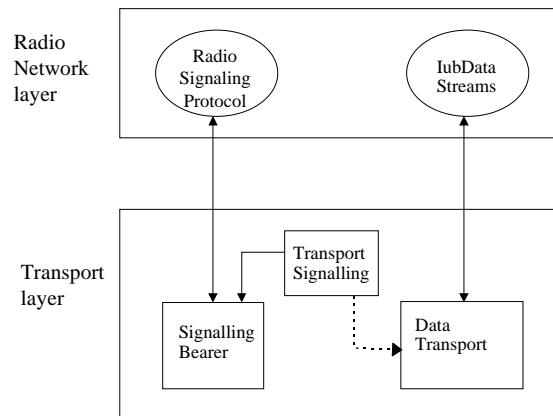 Radio
Network
layer
Radio
Signaling
Protocol
IubData
Streams
Transport
layer
Transport
Signalling
Signalling
Bearer
Data
Transport